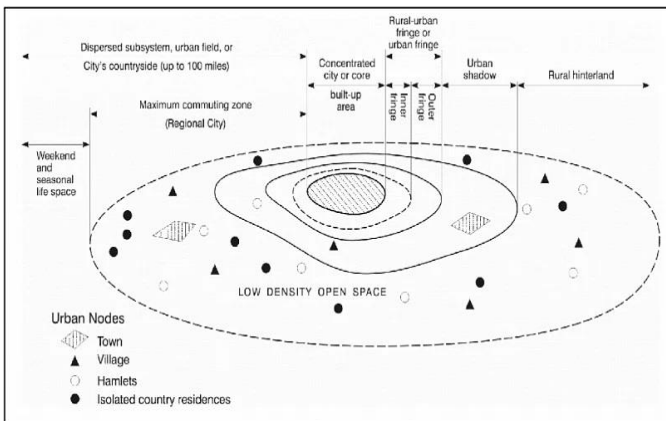 Dispersed subsystem, urban field, or
City's countryside (up to 100 miles)
Concentrated
city or core
built-up
area
Rural-urban
fringe or
urban fringe
Inner
fringe
Outer
fringe
Urban
shadow
Rural hinterland
Maximum commuting zone
(Regional City)
Weekend
and
seasonal
life space
LOW DENSITY OPEN SPACE
Urban Nodes
Town
Village
Hamlets
Isolated country residences